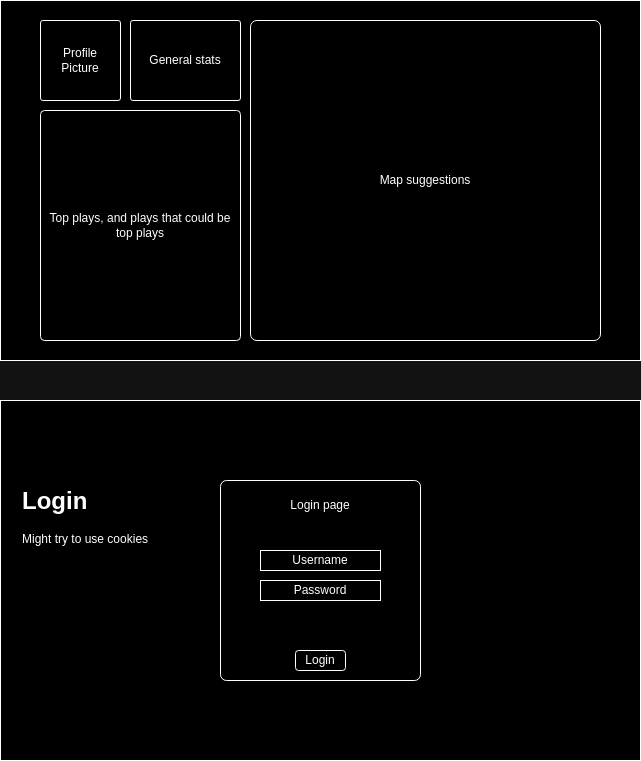 Profile
Picture
General stats
Map suggestions
Top plays, and plays that could be
top plays
Login
Might try to use cookies
Login page
Username
Password
Login